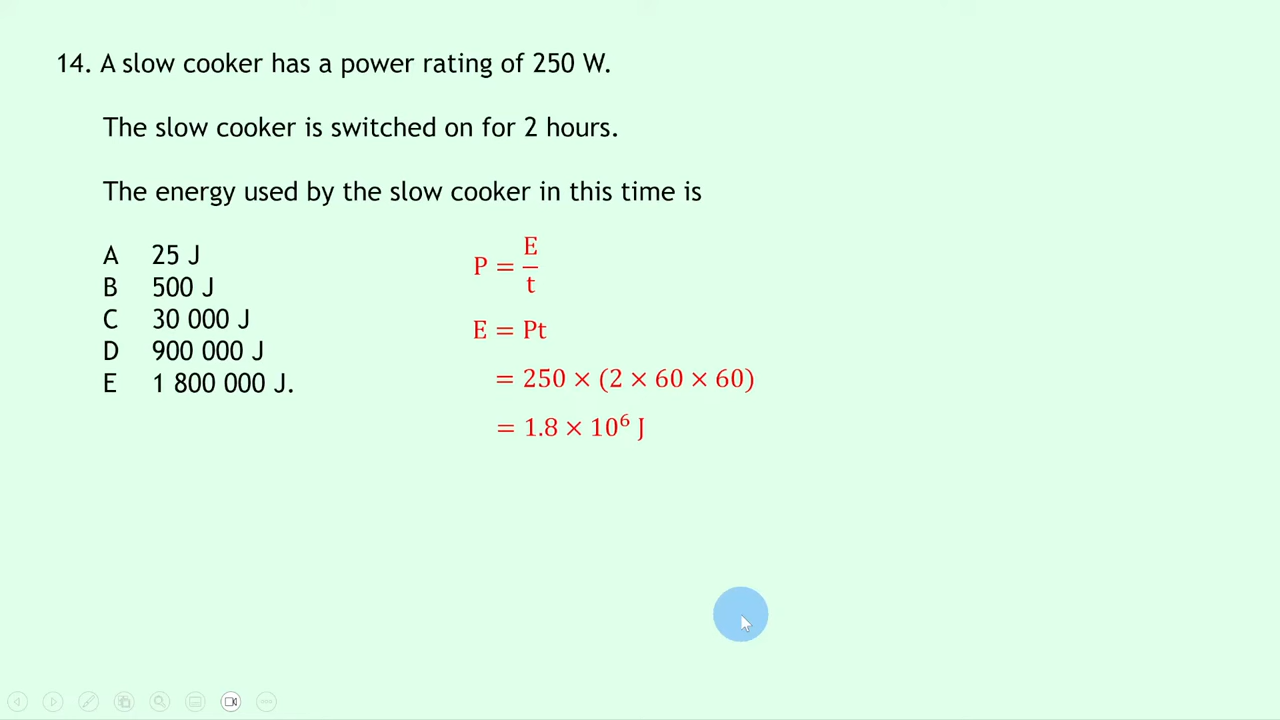 14. A slow cooker has a power rating of 250 W.
The slow cooker is switched on for 2 hours.
The energy used by the slow cooker in this time is
A 25 J
B 500 J
C 30 000 J
D 900 000 J
E 1 800 000 J.
P = E/t
E = Pt
= 250 × (2 × 60 × 60)
= 1.8 × 10⁶ J